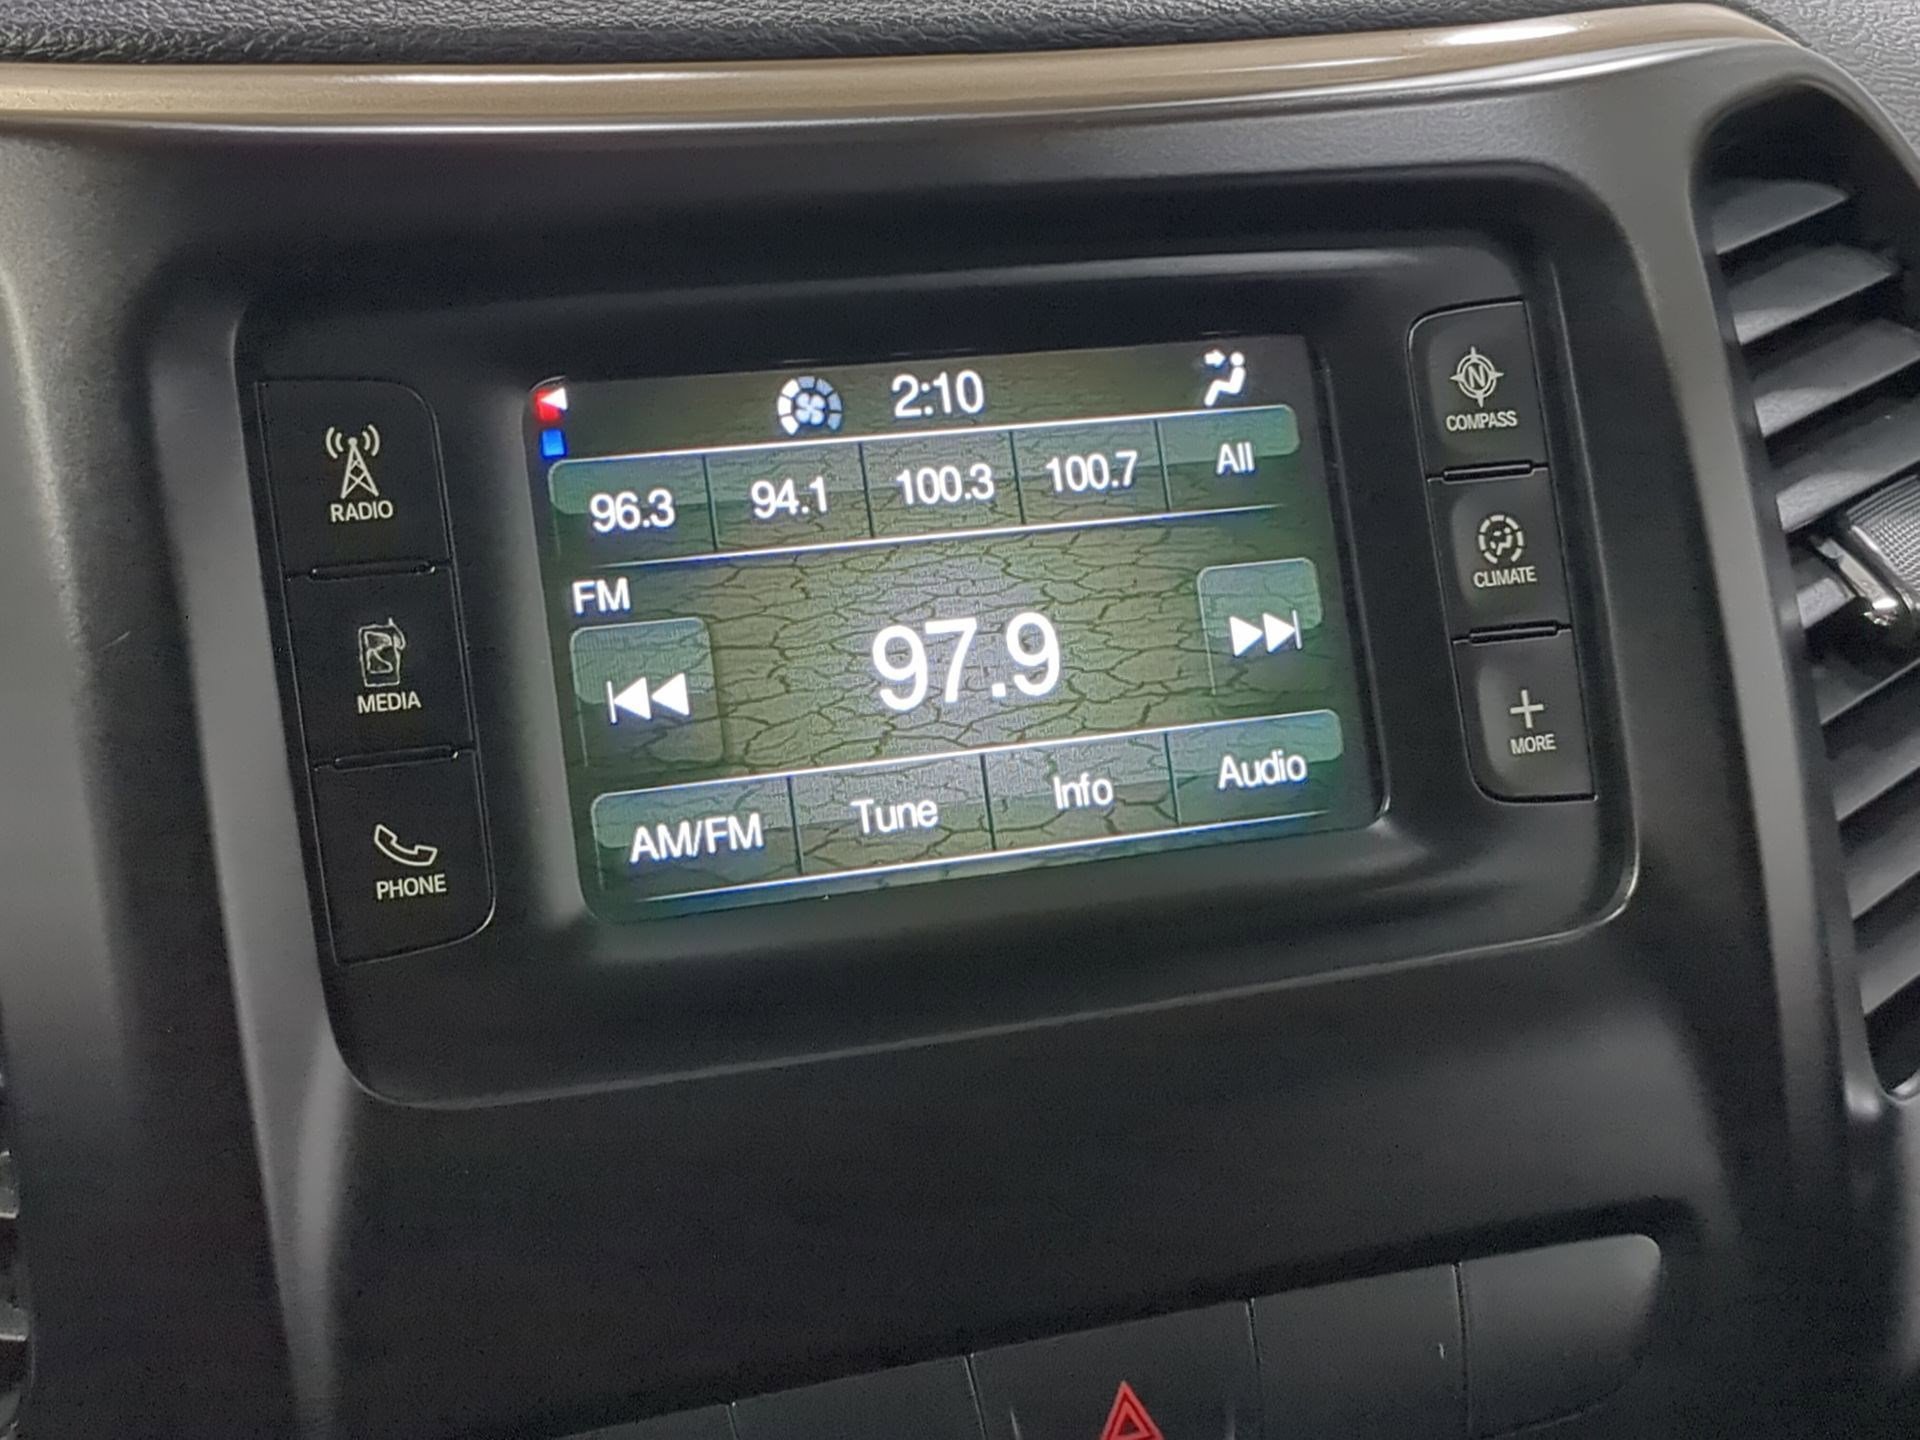 2:10
96.3 94.1 100.3 100.7 All
FM
97.9
AM/FM Tune Info Audio
RADIO
MEDIA
PHONE
N
COMPASS
CLIMATE
MORE